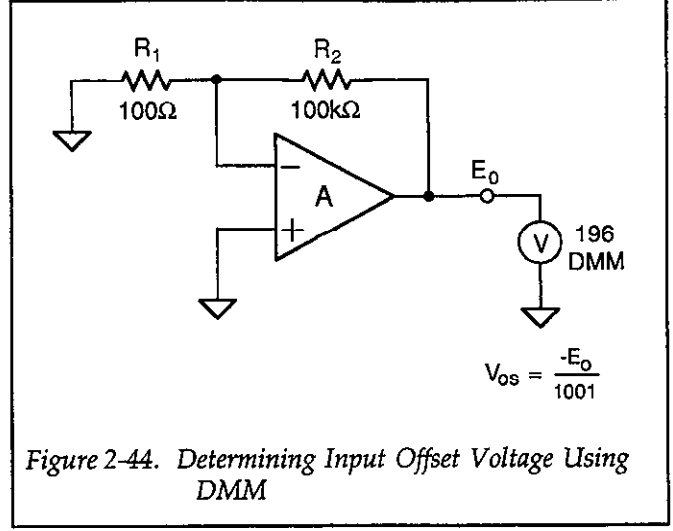 R₁
R₂
100Ω
100kΩ
−
A
+
E₀
V
196
DMM
Vos = -E₀/1001
Figure 2-44. Determining Input Offset Voltage Using
DMM